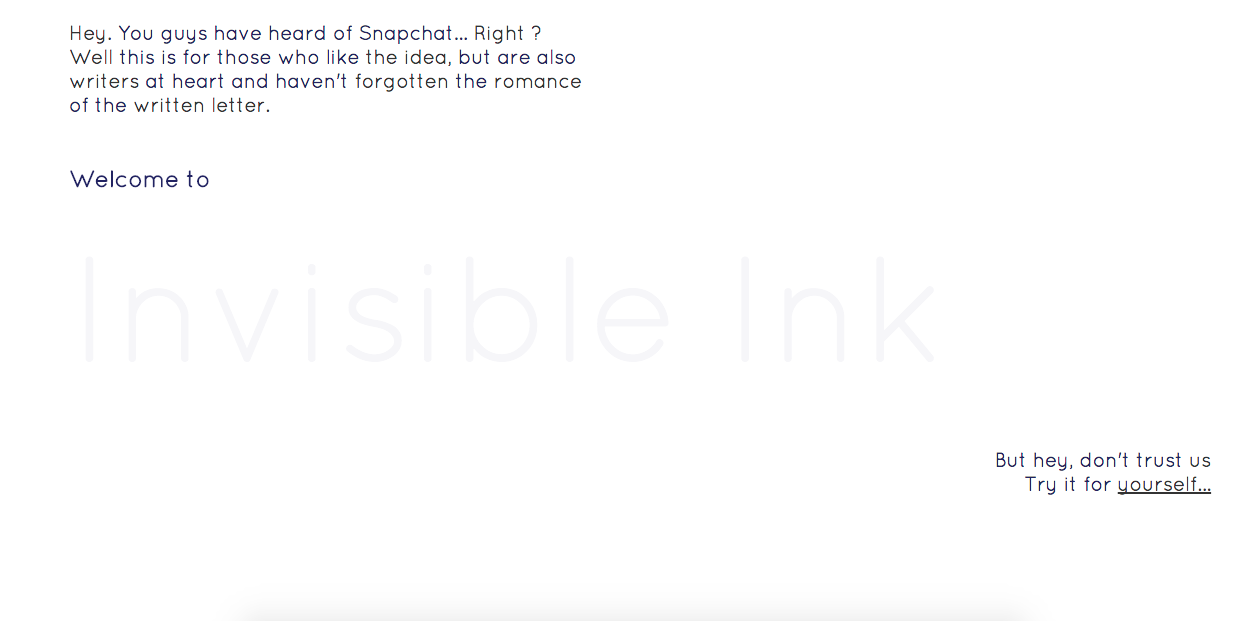 Hey. You guys have heard of Snapchat... Right ?
Well this is for those who like the idea, but are also
writers at heart and haven't forgotten the romance
of the written letter.
Welcome to
Invisible Ink
But hey, don't trust us
Try it for yourself...